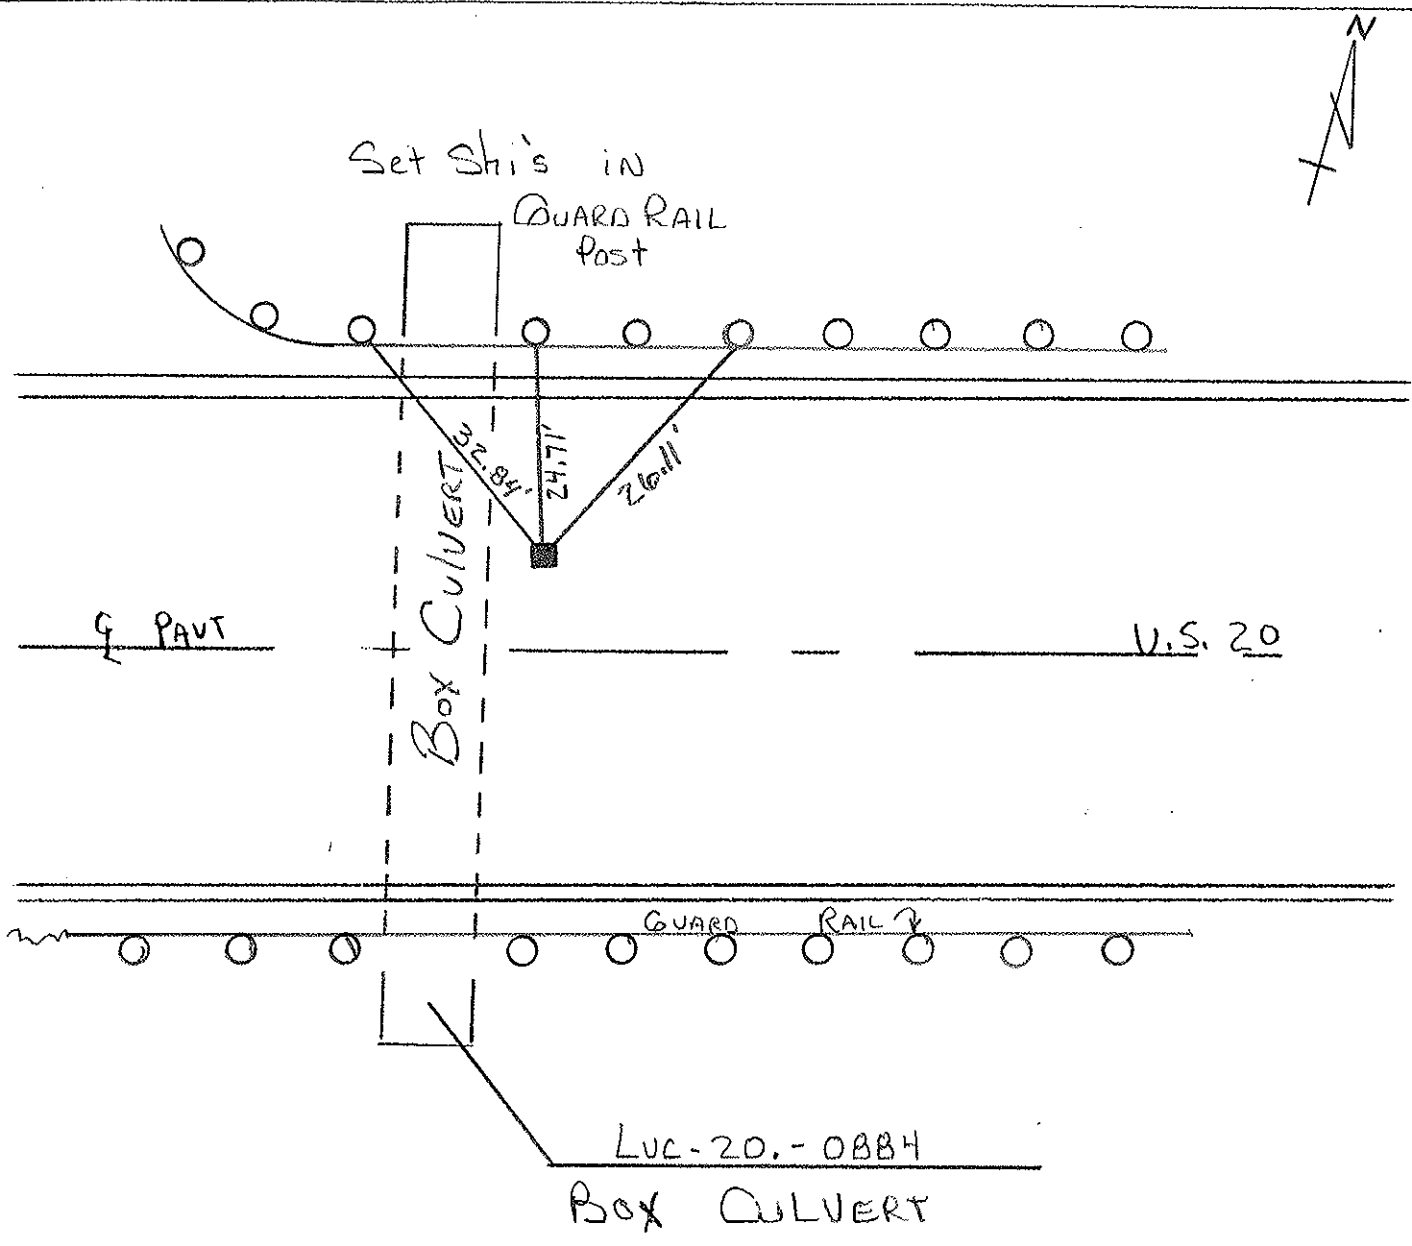 N
Set Shi's in
GUARD RAIL
Post
32.84'
24.71'
26.11'
Box Culvert
℄ PAVT
U.S. 20
GUARD RAIL
LUC-20.-0884
BOX CULVERT